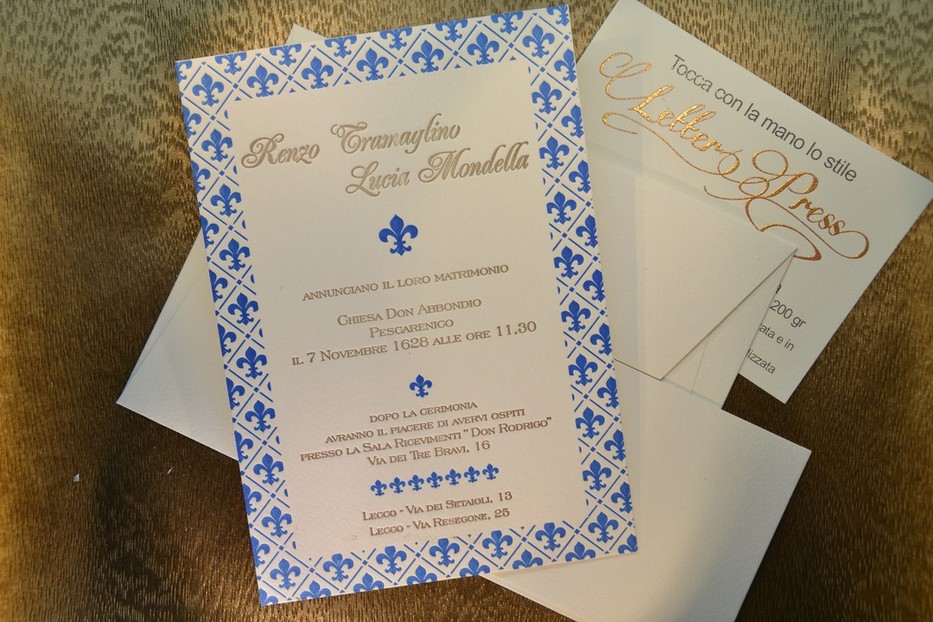 Renzo Tramaglino
Lucia Mondella
ANNUNCIANO IL LORO MATRIMONIO
CHIESA DON ABBONDIO
PESCARENICO
IL 7 NOVEMBRE 1628 ALLE ORE 11,30
DOPO LA CERIMONIA
AVRANNO IL PIACERE DI AVERVI OSPITI
PRESSO LA SALA RICEVIMENTI "DON RODRIGO"
VIA DEI TRE BRAVI, 16
LECCO - VIA DEI SETAIOLI, 13
LECCO - VIA RESEGONE, 25
Tocca con la mano lo stile
Letter Press
200 gr
ata e in
izzata